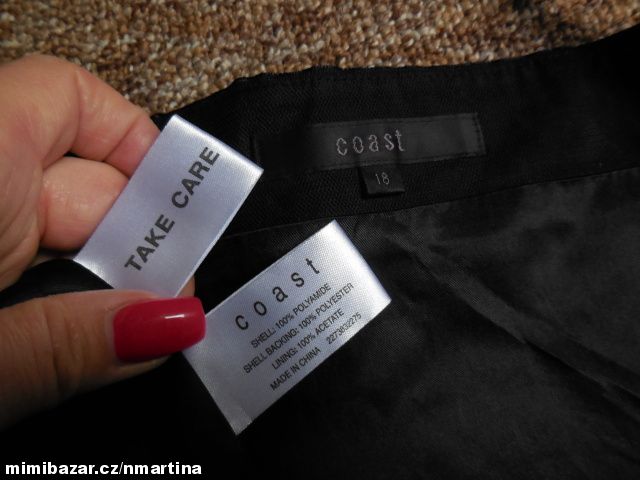 coast
18
TAKE CARE
coast
SHELL: 100% POLYAMIDE
SHELL BACKING: 100% POLYESTER
LINING: 100% ACETATE
MADE IN CHINA 2273832275
mimibazar.cz/nmartina